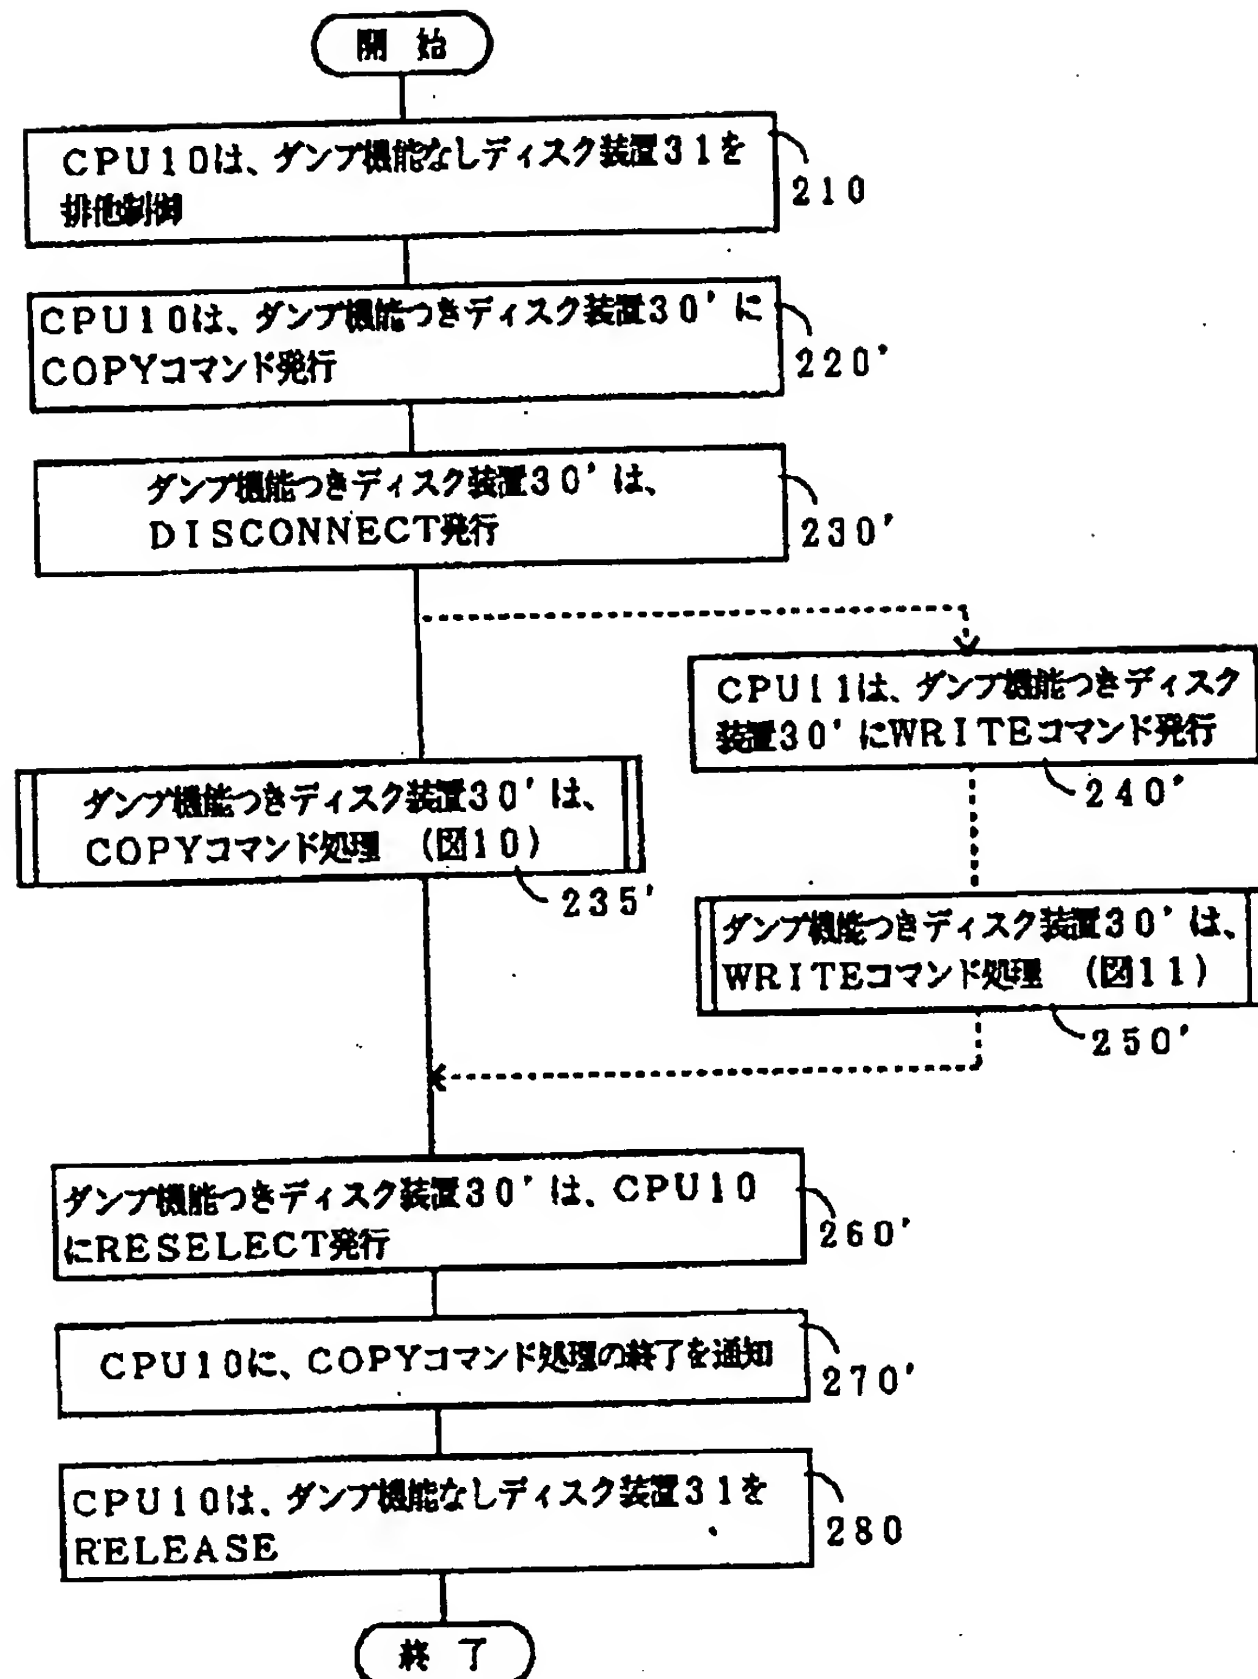 開 始
CPU10は、ダンプ機能なしディスク装置31を
排他制御
210
CPU10は、ダンプ機能つきディスク装置30'に
COPYコマンド発行
220'
ダンプ機能つきディスク装置30'は、
DISCONNECT発行
230'
CPU11は、ダンプ機能つきディスク
装置30'にWRITEコマンド発行
240'
ダンプ機能つきディスク装置30'は、
COPYコマンド処理 (図10)
235'
ダンプ機能つきディスク装置30'は、
WRITEコマンド処理 (図11)
250'
ダンプ機能つきディスク装置30'は、CPU10
にRESELECT発行
260'
CPU10に、COPYコマンド処理の終了を通知
270'
CPU10は、ダンプ機能なしディスク装置31を
RELEASE
280
終 了